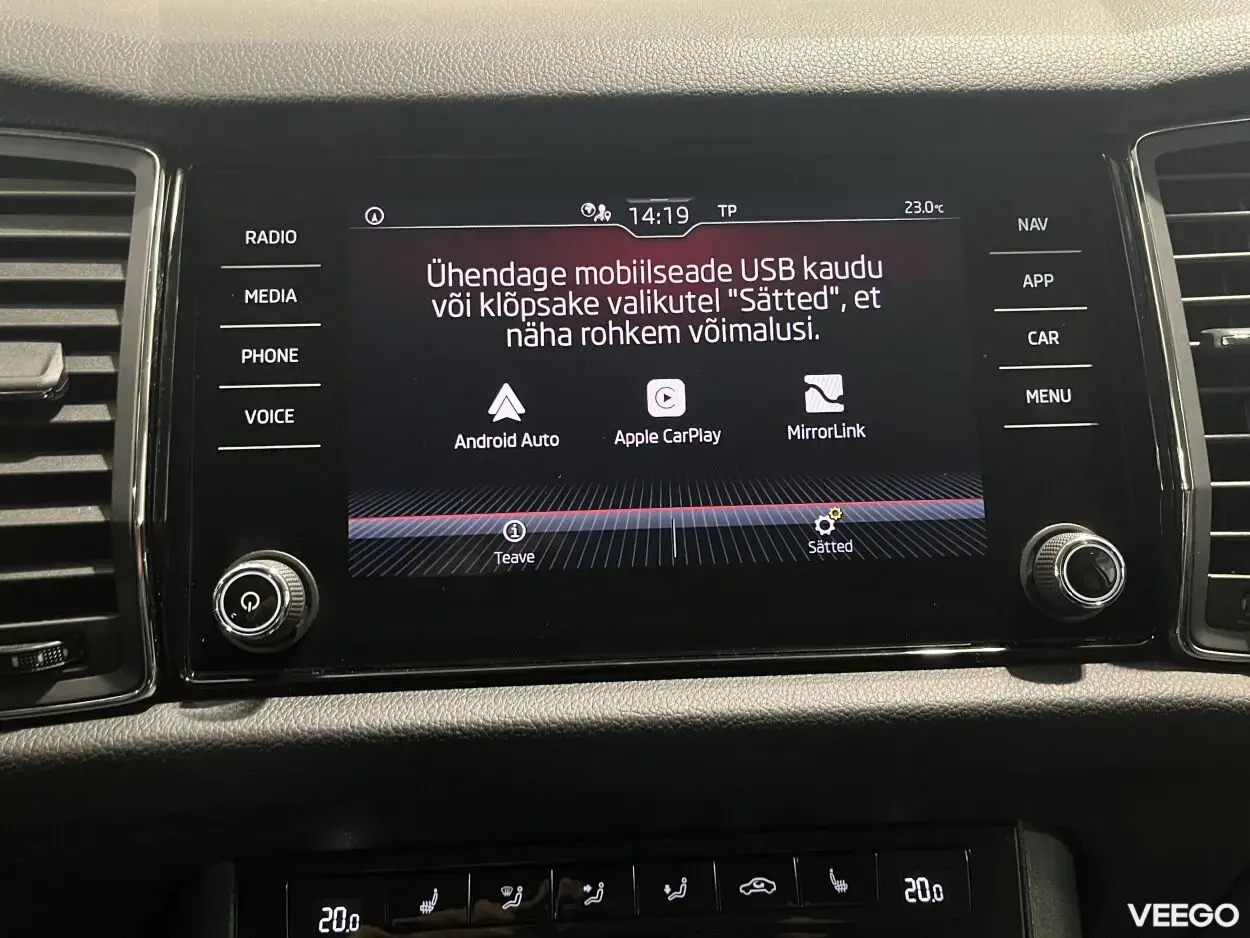 RADIO
MEDIA
PHONE
VOICE
14:19
TP
23.0°C
Ühendage mobiilseade USB kaudu
või klõpsake valikutel "Sätted", et
näha rohkem võimalusi.
Android Auto
Apple CarPlay
MirrorLink
Teave
Sätted
NAV
APP
CAR
MENU
20.0
20.0
VEEGO